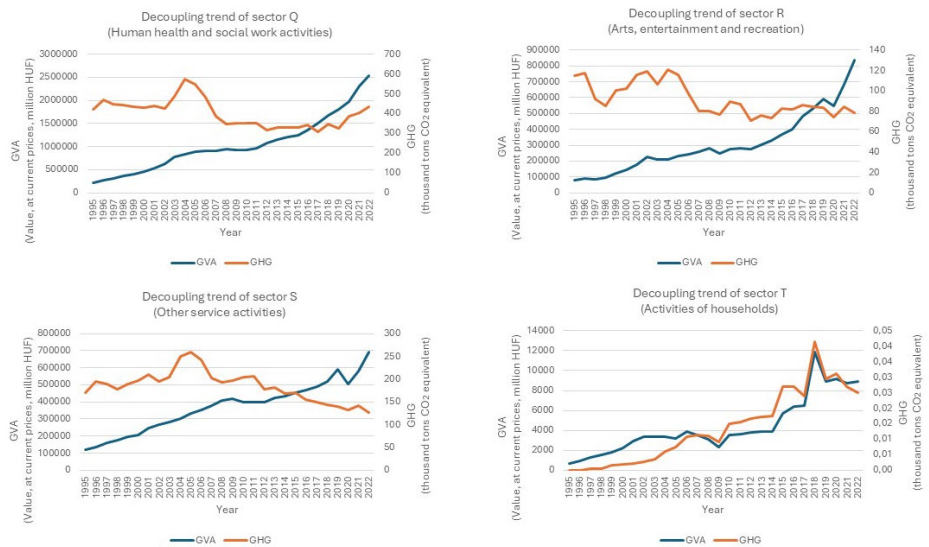 Decoupling trend of sector Q
(Human health and social work activities)
GVA
(Value, at current prices, million HUF)
3000000
2500000
2000000
1500000
1000000
500000
0
700
600
500
400
300
200
100
0
GHG
(thousand tons CO2 equivalent)
1995 1996 1997 1998 1999 2000 2001 2002 2003 2004 2005 2006 2007 2008 2009 2010 2011 2012 2013 2014 2015 2016 2017 2018 2019 2020 2021 2022
Year
GVA GHG
Decoupling trend of sector R
(Arts, entertainment and recreation)
GVA
(Value, at current prices, million HUF)
900000
800000
700000
600000
500000
400000
300000
200000
100000
0
140
120
100
80
60
40
20
0
GHG
(thousand tons CO2 equivalent)
1995 1996 1997 1998 1999 2000 2001 2002 2003 2004 2005 2006 2007 2008 2009 2010 2011 2012 2013 2014 2015 2016 2017 2018 2019 2020 2021 2022
Year
GVA GHG
Decoupling trend of sector S
(Other service activities)
GVA
(Value, at current prices, million HUF)
800000
700000
600000
500000
400000
300000
200000
100000
0
300
250
200
150
100
50
0
GHG
(thousand tons CO2 equivalent)
1995 1996 1997 1998 1999 2000 2001 2002 2003 2004 2005 2006 2007 2008 2009 2010 2011 2012 2013 2014 2015 2016 2017 2018 2019 2020 2021 2022
Year
GVA GHG
Decoupling trend of sector T
(Activities of households)
GVA
(Value, at current prices, million HUF)
14000
12000
10000
8000
6000
4000
2000
0
0,05
0,04
0,04
0,03
0,03
0,02
0,02
0,01
0,01
0,00
GHG
(thousand tons CO2 equivalent)
1995 1996 1997 1998 1999 2000 2001 2002 2003 2004 2005 2006 2007 2008 2009 2010 2011 2012 2013 2014 2015 2016 2017 2018 2019 2020 2021 2022
Year
GVA GHG